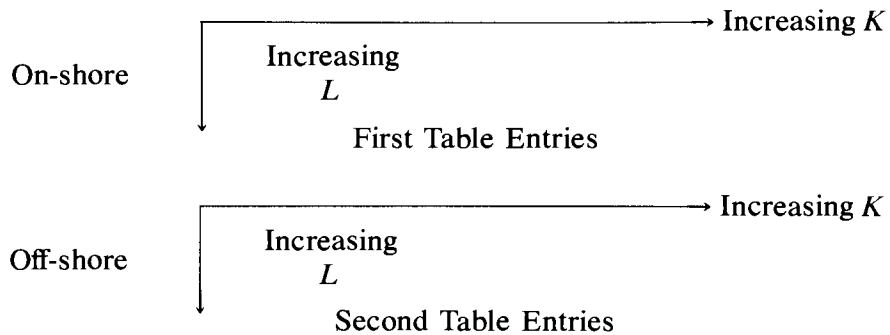 Increasing K
On-shore
Increasing
L
First Table Entries
Increasing K
Off-shore
Increasing
L
Second Table Entries